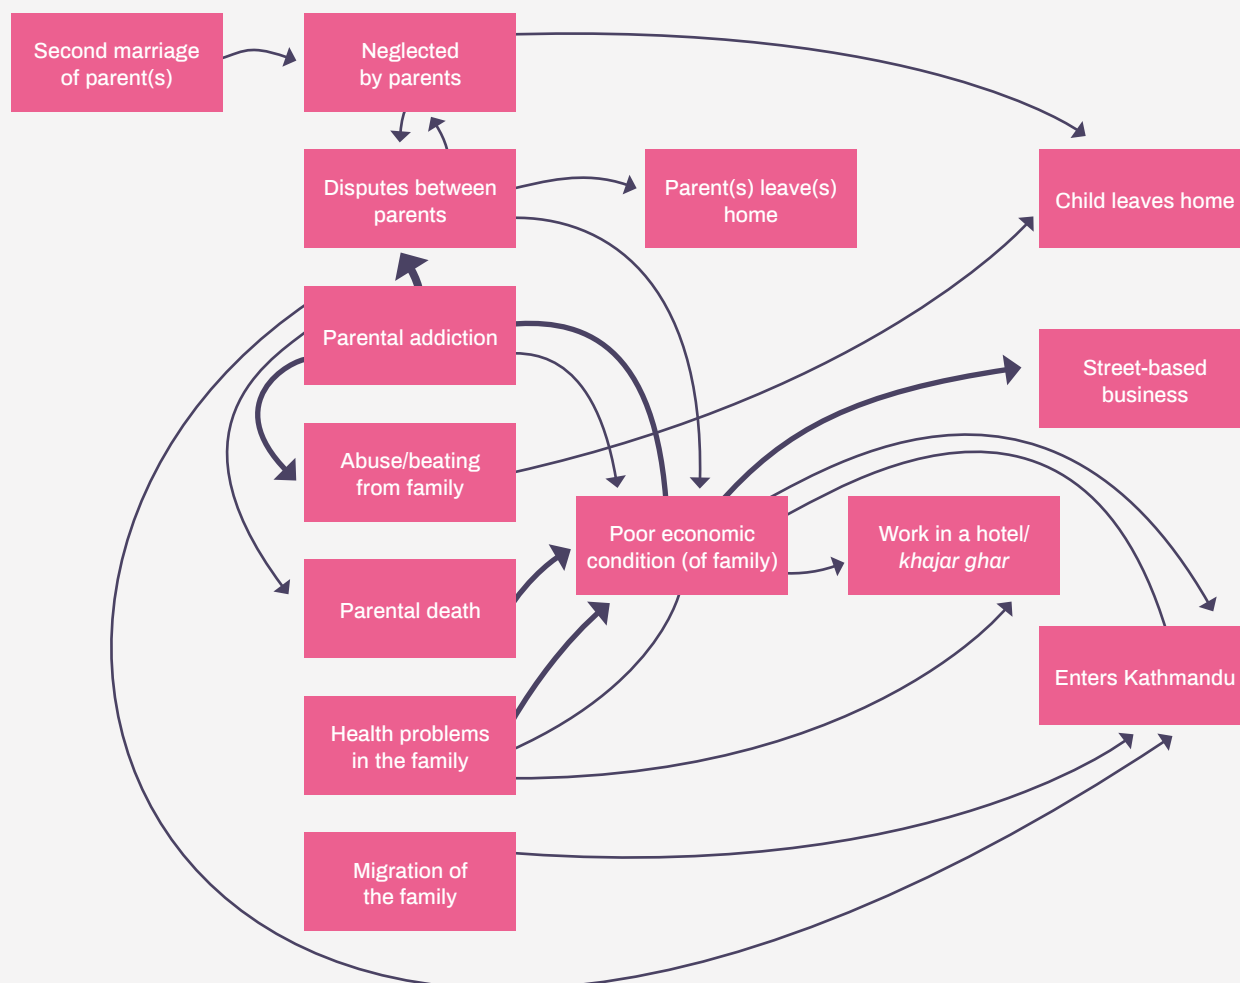 Second marriage
of parent(s)
Neglected
by parents
Disputes between
parents
Parent(s) leave(s)
home
Child leaves home
Parental addiction
Street-based
business
Abuse/beating
from family
Poor economic
condition (of family)
Work in a hotel/
khajar ghar
Parental death
Enters Kathmandu
Health problems
in the family
Migration of
the family